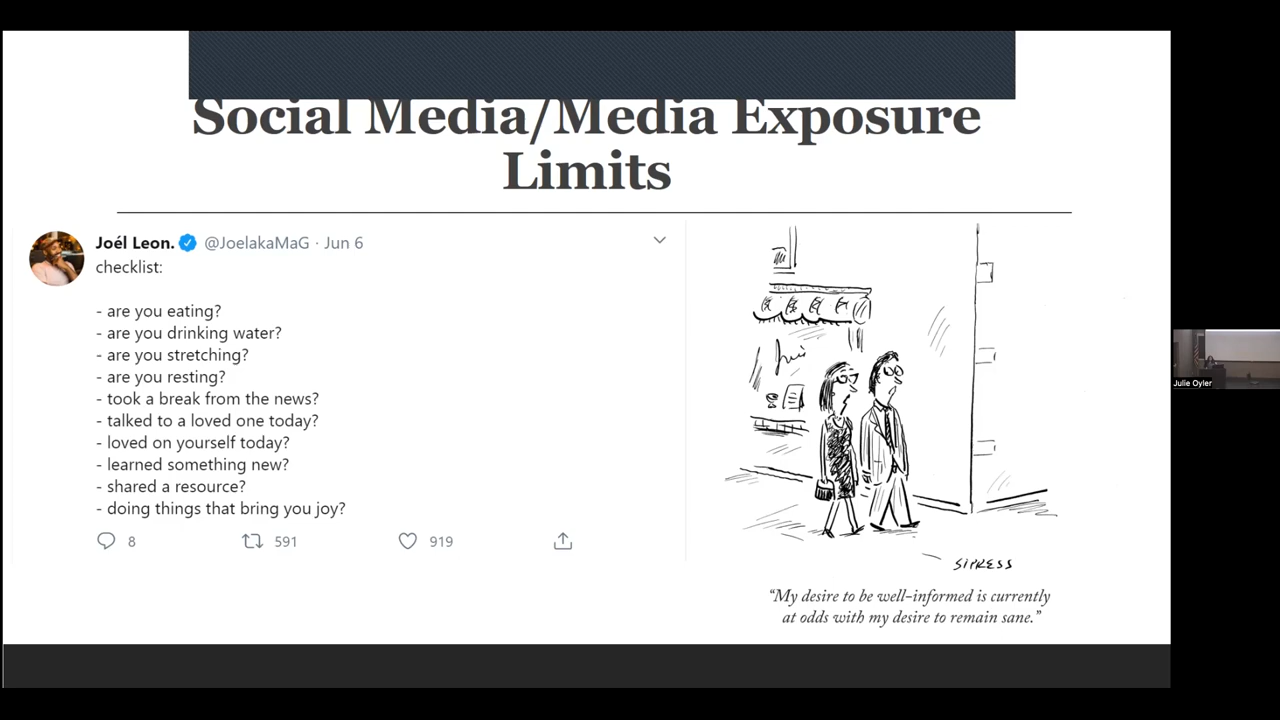 Social Media/Media Exposure
Limits
Joél Leon. @JoelakaMaG · Jun 6
checklist:
- are you eating?
- are you drinking water?
- are you stretching?
- are you resting?
- took a break from the news?
- talked to a loved one today?
- loved on yourself today?
- learned something new?
- shared a resource?
- doing things that bring you joy?
8 591 919
SIPRESS
“My desire to be well-informed is currently
at odds with my desire to remain sane.”
Julie Oyler